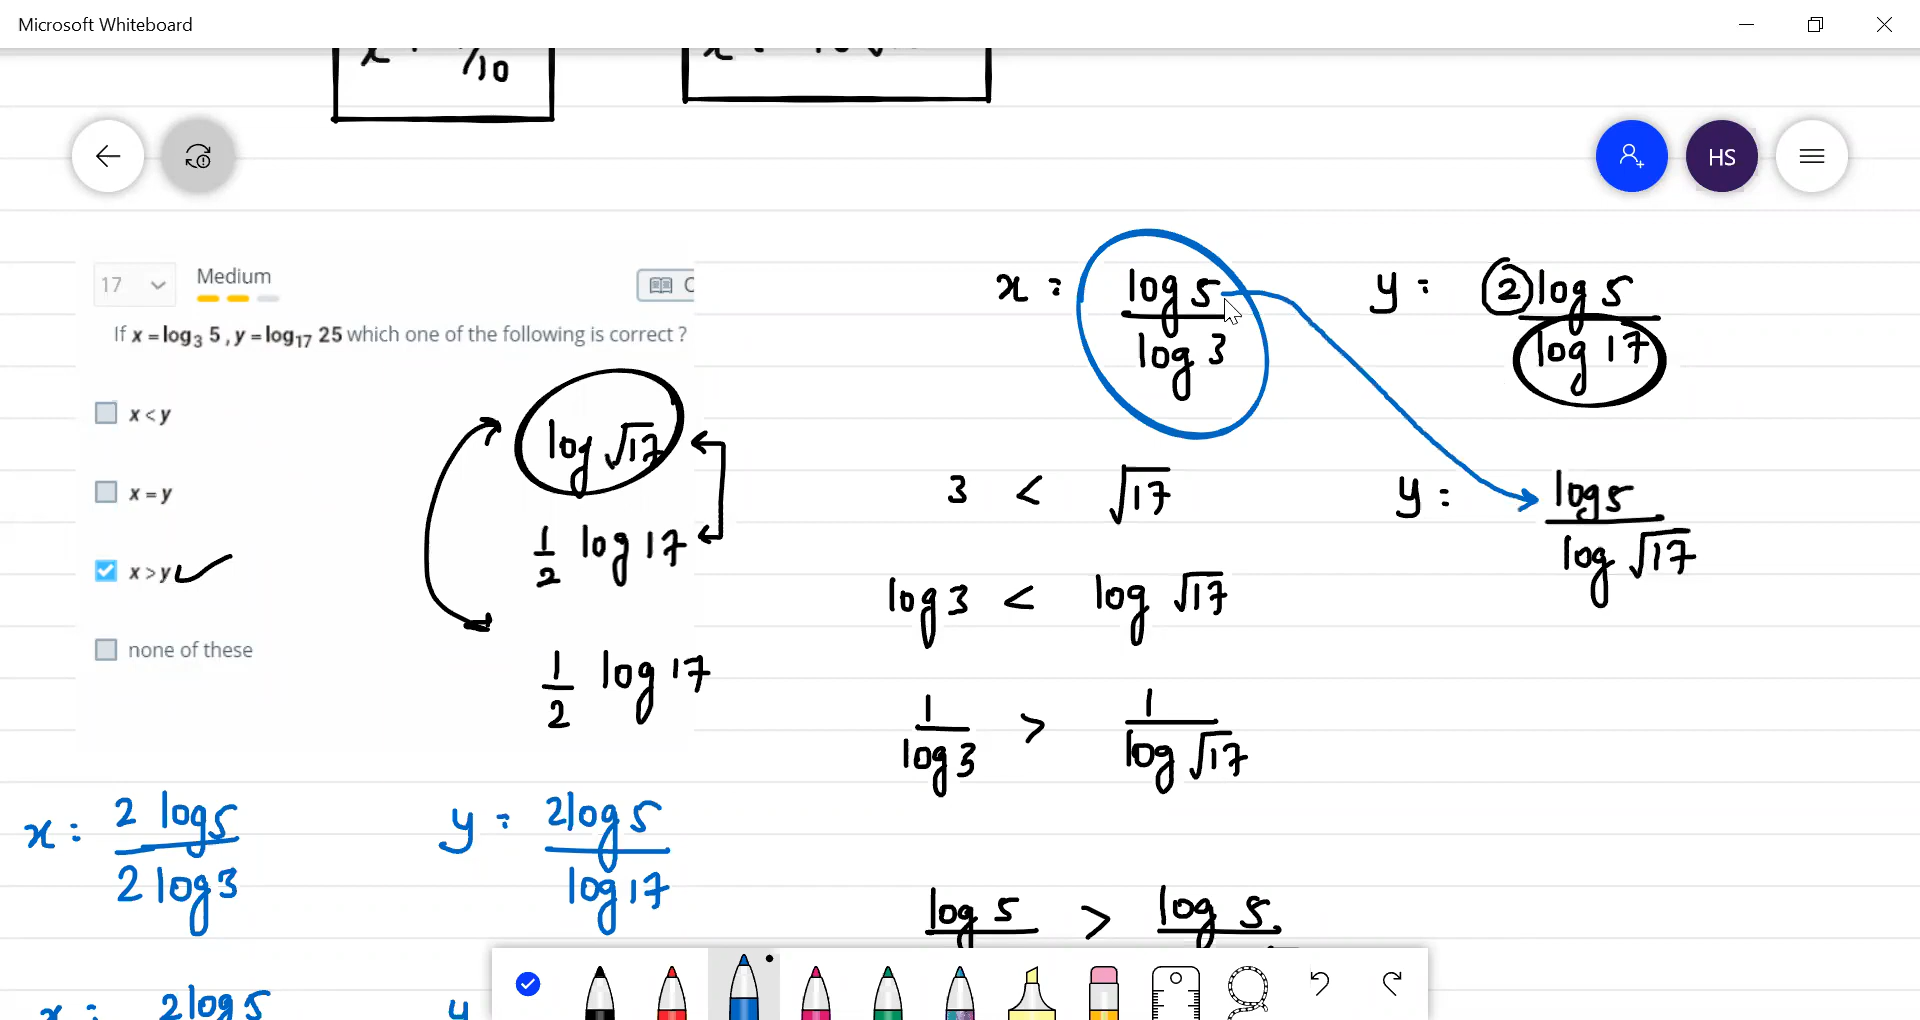 Microsoft Whiteboard
/10
HS
17
Medium
If x = log3 5 , y = log17 25 which one of the following is correct ?
x < y
x = y
x > y
none of these
log √17
1/2 log 17
1/2 log 17
x = log 5 / log 3
y = 2 log 5 / log 17
3 < √17
y = log 5 / log √17
log 3 < log √17
1 / log 3 > 1 / log √17
log 5 > log 5
x = 2 log 5 / 2 log 3
y = 2 log 5 / log 17
x = 2 log 5
y